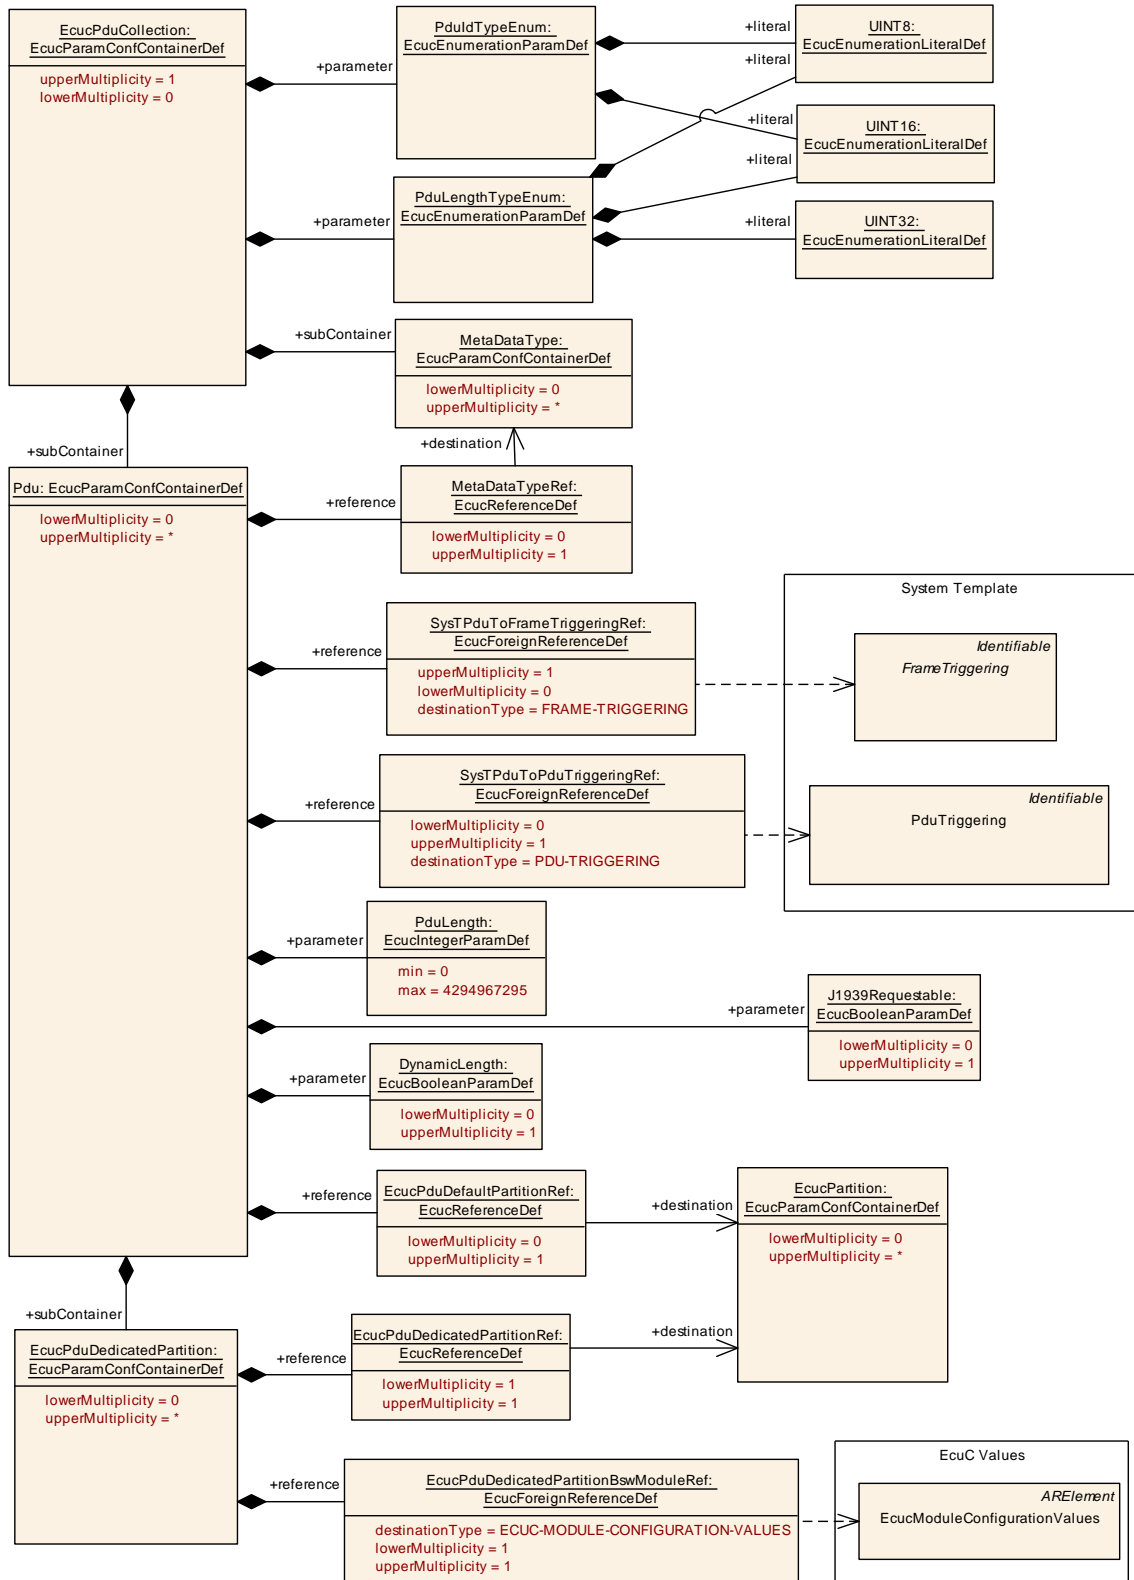 EcucPduCollection:
EcucParamConfContainerDef
upperMultiplicity = 1
lowerMultiplicity = 0
+parameter
PduIdTypeEnum:
EcucEnumerationParamDef
+literal
UINT8:
EcucEnumerationLiteralDef
+literal
+literal
UINT16:
EcucEnumerationLiteralDef
+literal
+parameter
PduLengthTypeEnum:
EcucEnumerationParamDef
+literal
UINT32:
EcucEnumerationLiteralDef
+subContainer
MetaDataType:
EcucParamConfContainerDef
lowerMultiplicity = 0
upperMultiplicity = *
+destination
+subContainer
Pdu: EcucParamConfContainerDef
lowerMultiplicity = 0
upperMultiplicity = *
+reference
MetaDataTypeRef:
EcucReferenceDef
lowerMultiplicity = 0
upperMultiplicity = 1
System Template
+reference
SysTPduToFrameTriggeringRef:
EcucForeignReferenceDef
upperMultiplicity = 1
lowerMultiplicity = 0
destinationType = FRAME-TRIGGERING
Identifiable
FrameTriggering
+reference
SysTPduToPduTriggeringRef:
EcucForeignReferenceDef
lowerMultiplicity = 0
upperMultiplicity = 1
destinationType = PDU-TRIGGERING
Identifiable
PduTriggering
+parameter
PduLength:
EcucIntegerParamDef
min = 0
max = 4294967295
+parameter
J1939Requestable:
EcucBooleanParamDef
lowerMultiplicity = 0
upperMultiplicity = 1
+parameter
DynamicLength:
EcucBooleanParamDef
lowerMultiplicity = 0
upperMultiplicity = 1
+reference
EcucPduDefaultPartitionRef:
EcucReferenceDef
lowerMultiplicity = 0
upperMultiplicity = 1
+destination
EcucPartition:
EcucParamConfContainerDef
lowerMultiplicity = 0
upperMultiplicity = *
+subContainer
EcucPduDedicatedPartition:
EcucParamConfContainerDef
lowerMultiplicity = 0
upperMultiplicity = *
+reference
EcucPduDedicatedPartitionRef:
EcucReferenceDef
lowerMultiplicity = 1
upperMultiplicity = 1
+destination
+reference
EcucPduDedicatedPartitionBswModuleRef:
EcucForeignReferenceDef
destinationType = ECUC-MODULE-CONFIGURATION-VALUES
lowerMultiplicity = 1
upperMultiplicity = 1
EcuC Values
ARElement
EcucModuleConfigurationValues